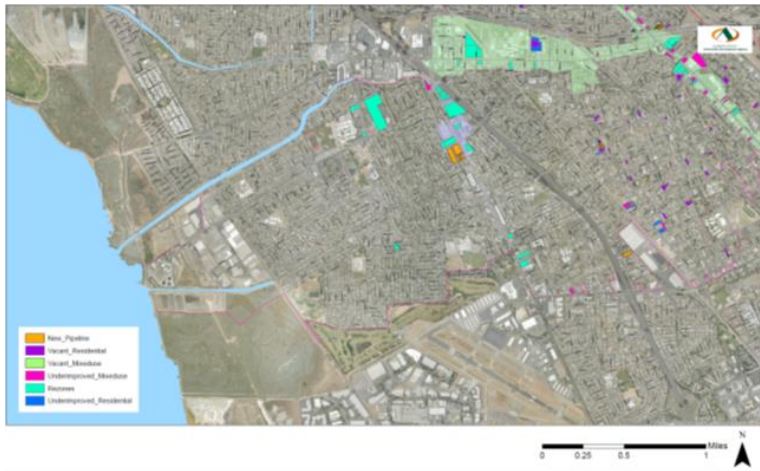 New_Pipeline
Vacant_Residential
Vacant_Mixeduse
Underimproved_Mixeduse
Rezones
Underimproved_Residential
0 0.25 0.5 1 Miles
N